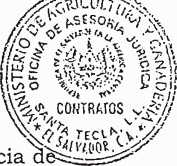 MINISTERIO DE AGRICULTURA Y GANADERIA
OFICINA DE ASESORIA JURIDICA
CONTRATOS
SANTA TECLA, L. L.
EL SALVADOR, C. A.
cia de